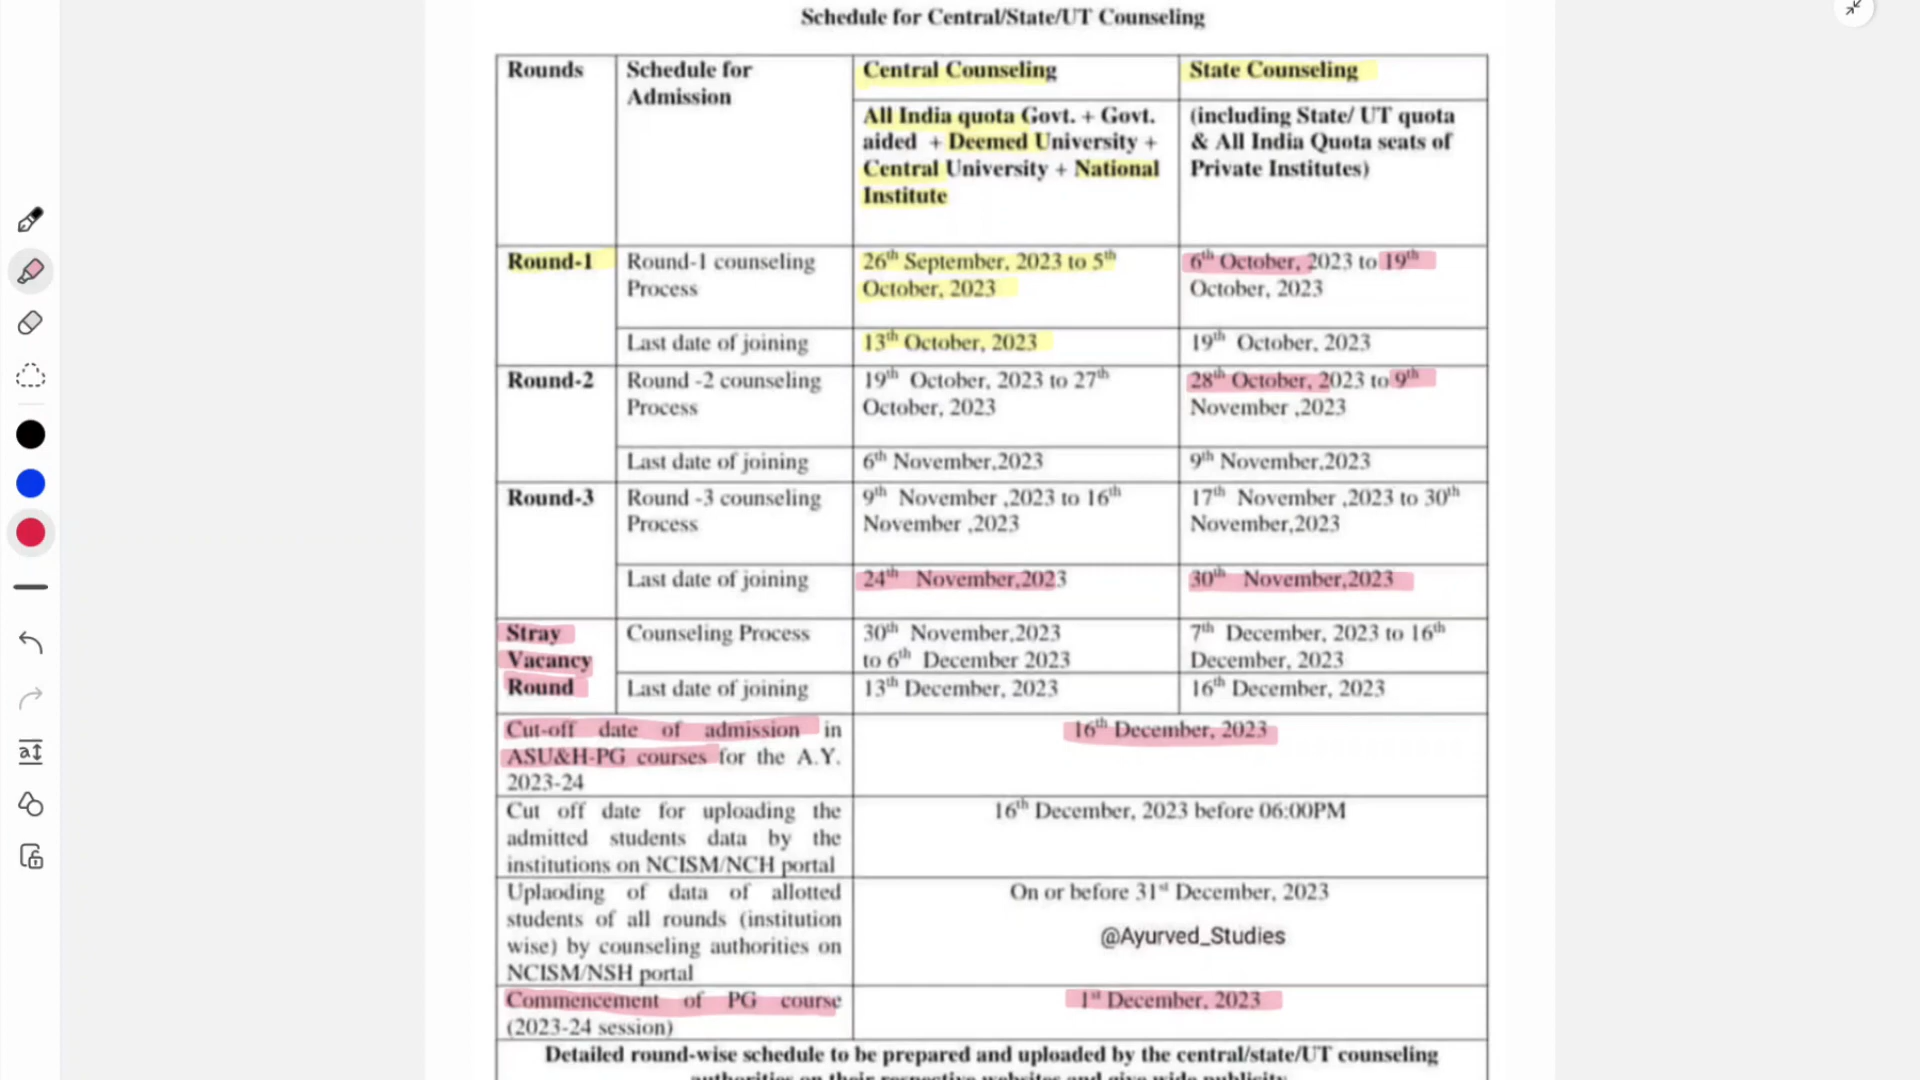 Schedule for Central/State/UT Counseling
Rounds
Schedule for
Admission
Central Counseling
State Counseling
All India quota Govt. + Govt.
aided + Deemed University +
Central University + National
Institute
(including State/ UT quota
& All India Quota seats of
Private Institutes)
Round-1
Round-1 counseling
Process
26th September, 2023 to 5th
October, 2023
6th October, 2023 to 19th
October, 2023
Last date of joining
13th October, 2023
19th October, 2023
Round-2
Round -2 counseling
Process
19th October, 2023 to 27th
October, 2023
28th October, 2023 to 9th
November ,2023
Last date of joining
6th November,2023
9th November,2023
Round-3
Round -3 counseling
Process
9th November ,2023 to 16th
November ,2023
17th November ,2023 to 30th
November,2023
Last date of joining
24th November,2023
30th November,2023
Stray
Vacancy
Round
Counseling Process
30th November,2023
to 6th December 2023
7th December, 2023 to 16th
December, 2023
Last date of joining
13th December, 2023
16th December, 2023
Cut-off date of admission in
ASU&H-PG courses for the A.Y.
2023-24
16th December, 2023
Cut off date for uploading the
admitted students data by the
institutions on NCISM/NCH portal
16th December, 2023 before 06:00PM
Uplaoding of data of allotted
students of all rounds (institution
wise) by counseling authorities on
NCISM/NSH portal
On or before 31st December, 2023
@Ayurved_Studies
Commencement of PG course
(2023-24 session)
1st December, 2023
Detailed round-wise schedule to be prepared and uploaded by the central/state/UT counseling
authorities on their respective websites and give wide publicity